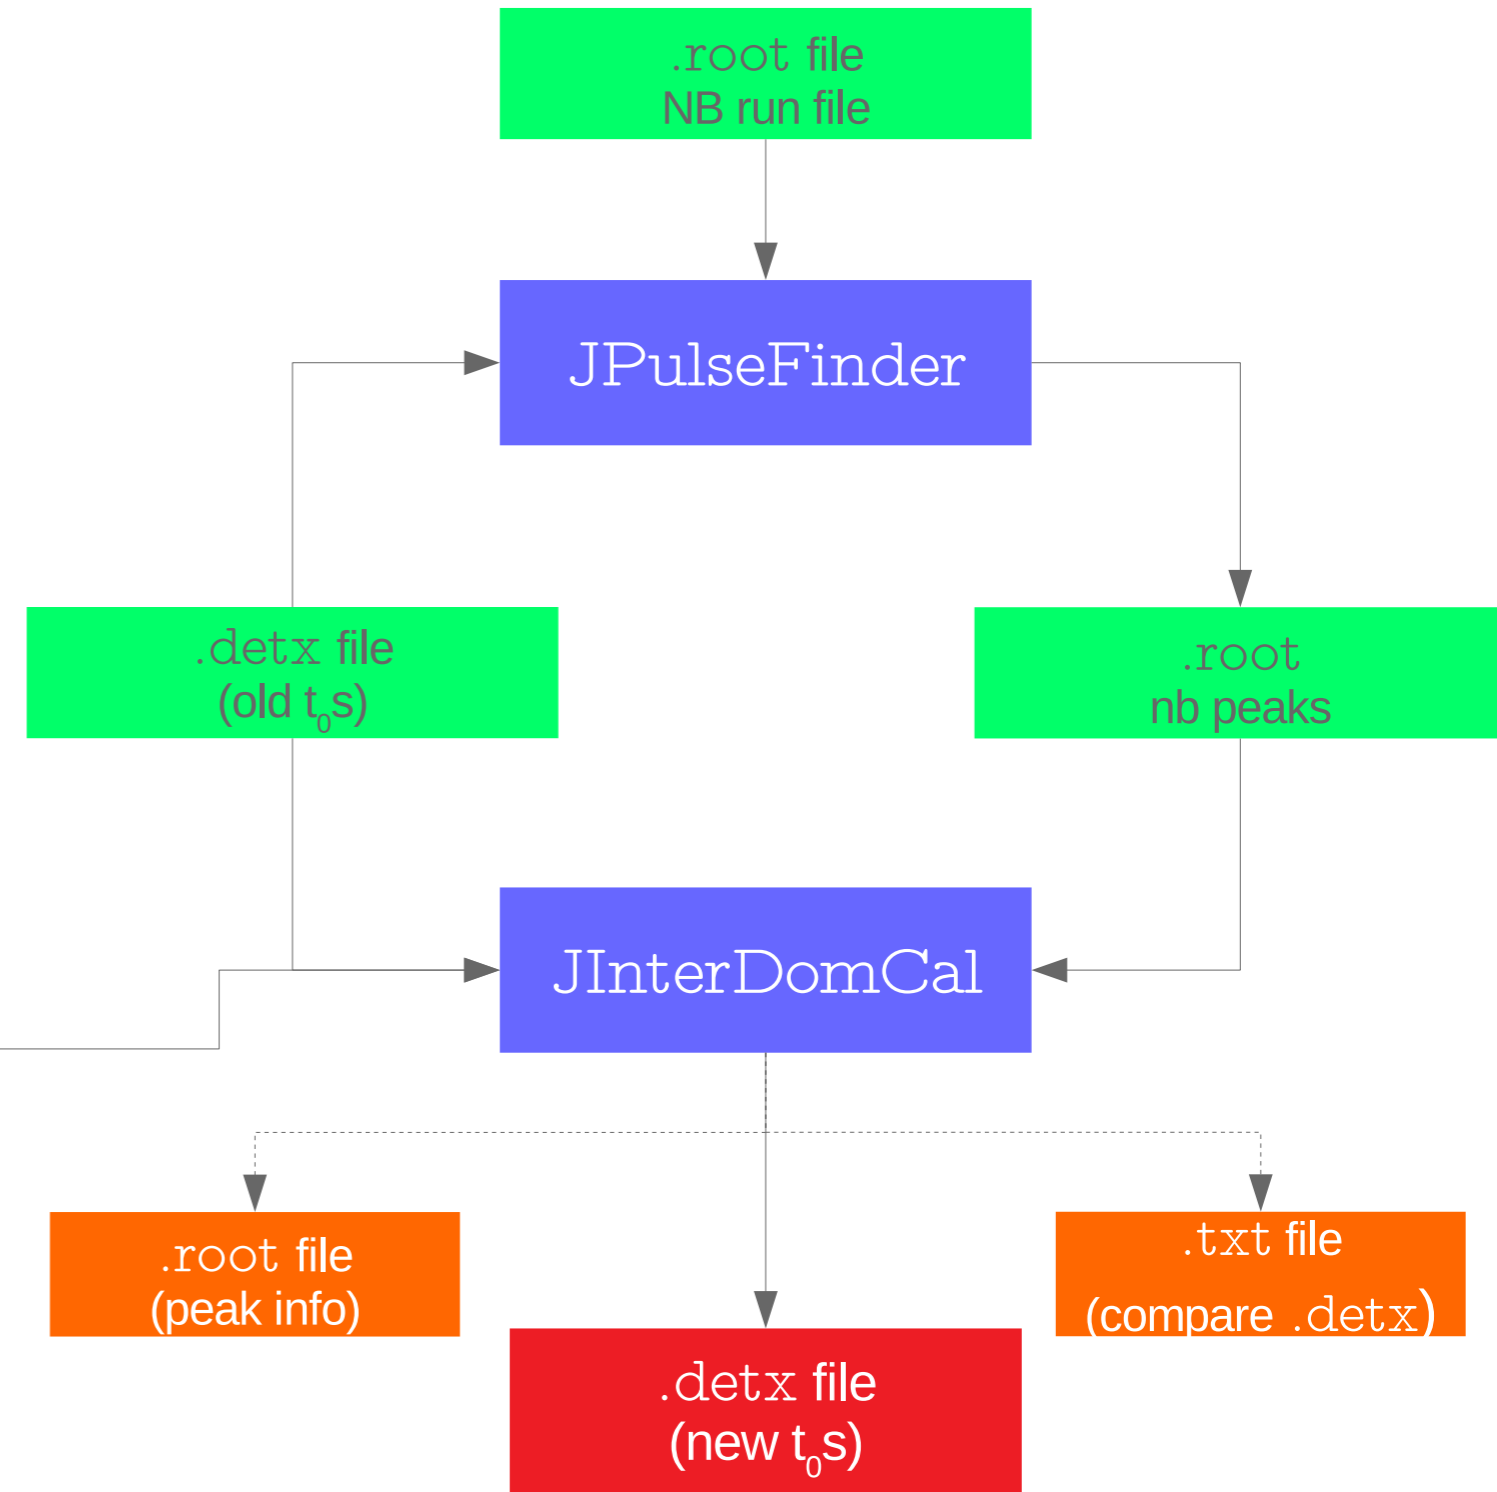 .root file
NB run file
JPulseFinder
.detx file
(old t₀s)
.root
nb peaks
JInterDomCal
.root file
(peak info)
.txt file
(compare .detx)
.detx file
(new t₀s)